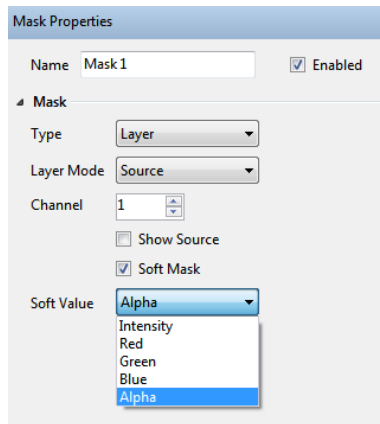 Mask Properties
Name Mask 1 Enabled
Mask
Type Layer
Layer Mode Source
Channel 1
Show Source
Soft Mask
Soft Value Alpha
Intensity
Red
Green
Blue
Alpha